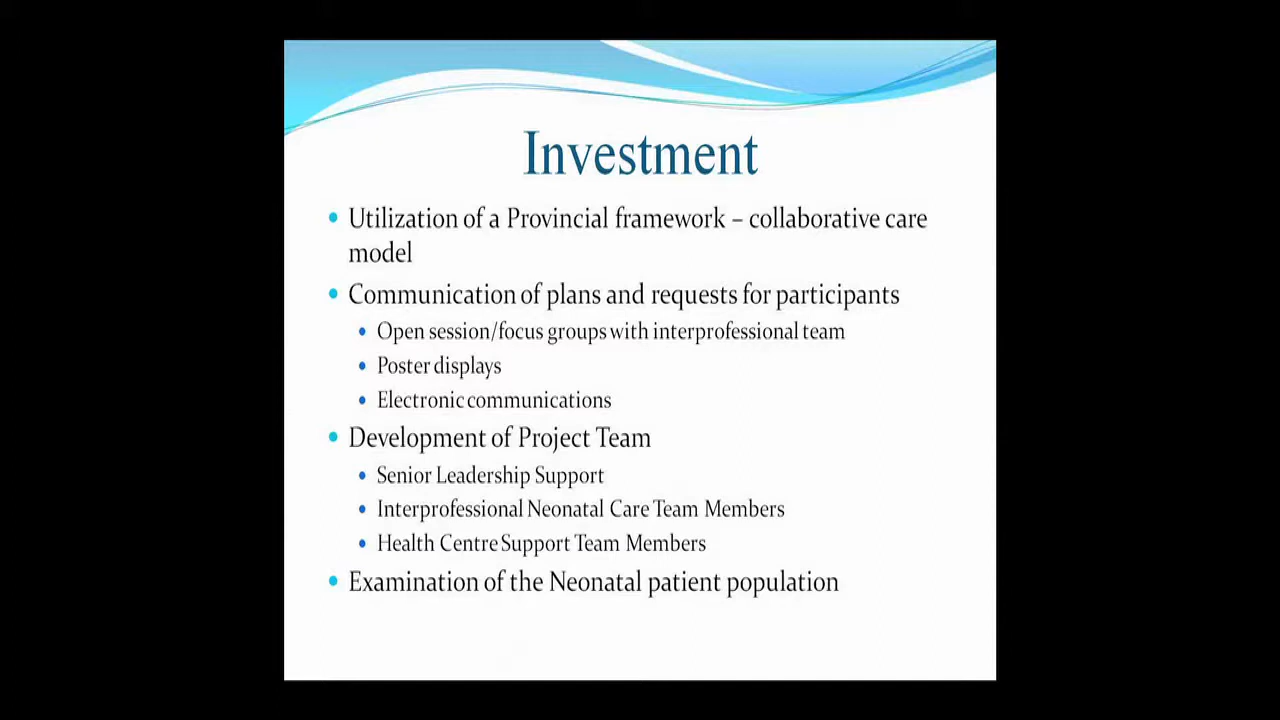 Investment
• Utilization of a Provincial framework – collaborative care
model
• Communication of plans and requests for participants
• Open session/focus groups with interprofessional team
• Poster displays
• Electronic communications
• Development of Project Team
• Senior Leadership Support
• Interprofessional Neonatal Care Team Members
• Health Centre Support Team Members
• Examination of the Neonatal patient population